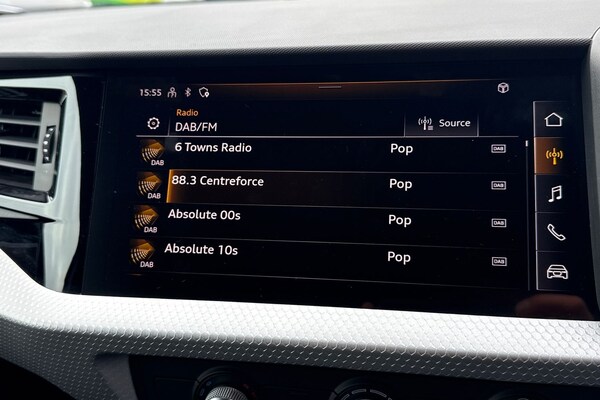 15:55
Radio
DAB/FM
Source
6 Towns Radio Pop DAB
DAB
88.3 Centreforce Pop DAB
DAB
Absolute 00s Pop DAB
DAB
Absolute 10s Pop DAB
DAB